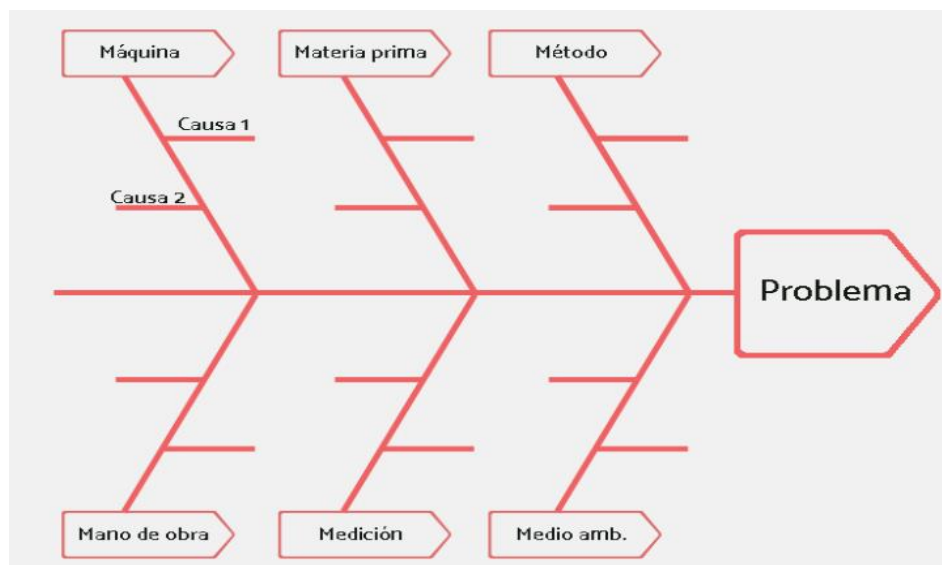 Máquina
Materia prima
Método
Causa 1
Causa 2
Problema
Mano de obra
Medición
Medio amb.